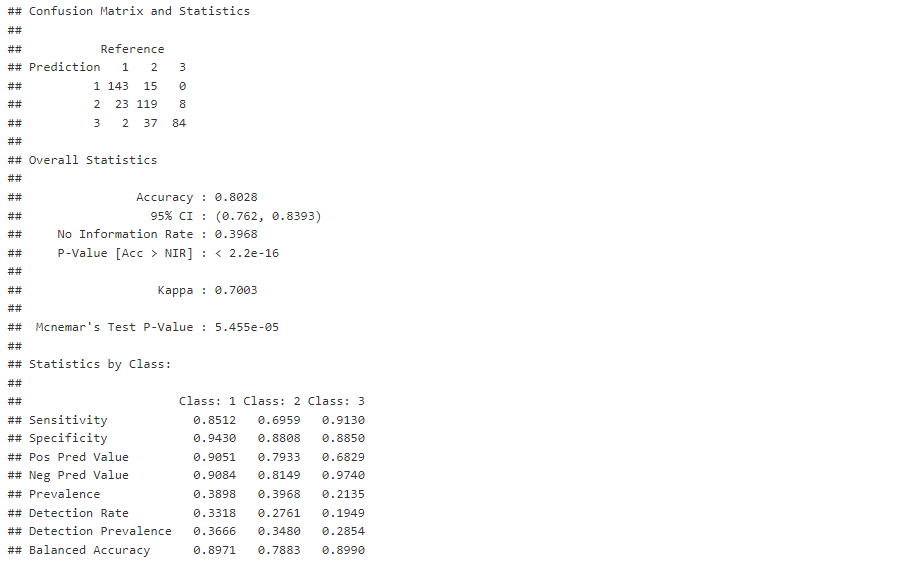 ## Confusion Matrix and Statistics
##
##           Reference
## Prediction   1   2   3
##          1 143  15   0
##          2  23 119   8
##          3   2  37  84
##
## Overall Statistics
##
##                Accuracy : 0.8028
##                  95% CI : (0.762, 0.8393)
##     No Information Rate : 0.3968
##     P-Value [Acc > NIR] : < 2.2e-16
##
##                   Kappa : 0.7003
##
##  Mcnemar's Test P-Value : 5.455e-05
##
## Statistics by Class:
##
##                      Class: 1 Class: 2 Class: 3
## Sensitivity            0.8512   0.6959   0.9130
## Specificity            0.9430   0.8808   0.8850
## Pos Pred Value         0.9051   0.7933   0.6829
## Neg Pred Value         0.9084   0.8149   0.9740
## Prevalence             0.3898   0.3968   0.2135
## Detection Rate         0.3318   0.2761   0.1949
## Detection Prevalence   0.3666   0.3480   0.2854
## Balanced Accuracy      0.8971   0.7883   0.8990